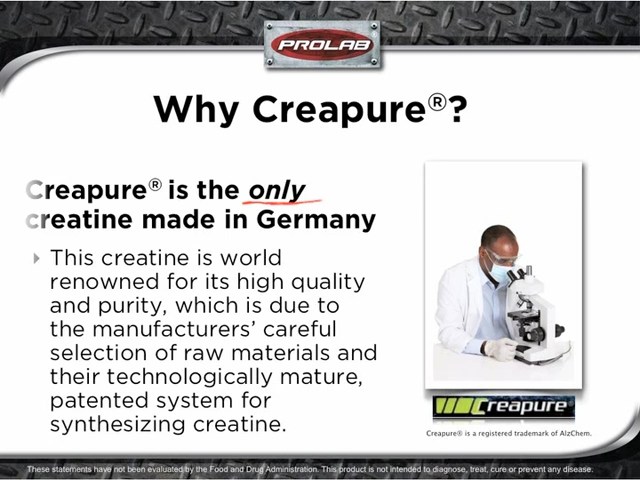 PROLAB
Why Creapure®?
Creapure® is the only
creatine made in Germany
This creatine is world
renowned for its high quality
and purity, which is due to
the manufacturers’ careful
selection of raw materials and
their technologically mature,
patented system for
synthesizing creatine.
Creapure®
Creapure® is a registered trademark of AlzChem.
These statements have not been evaluated by the Food and Drug Administration. This product is not intended to diagnose, treat, cure or prevent any disease.